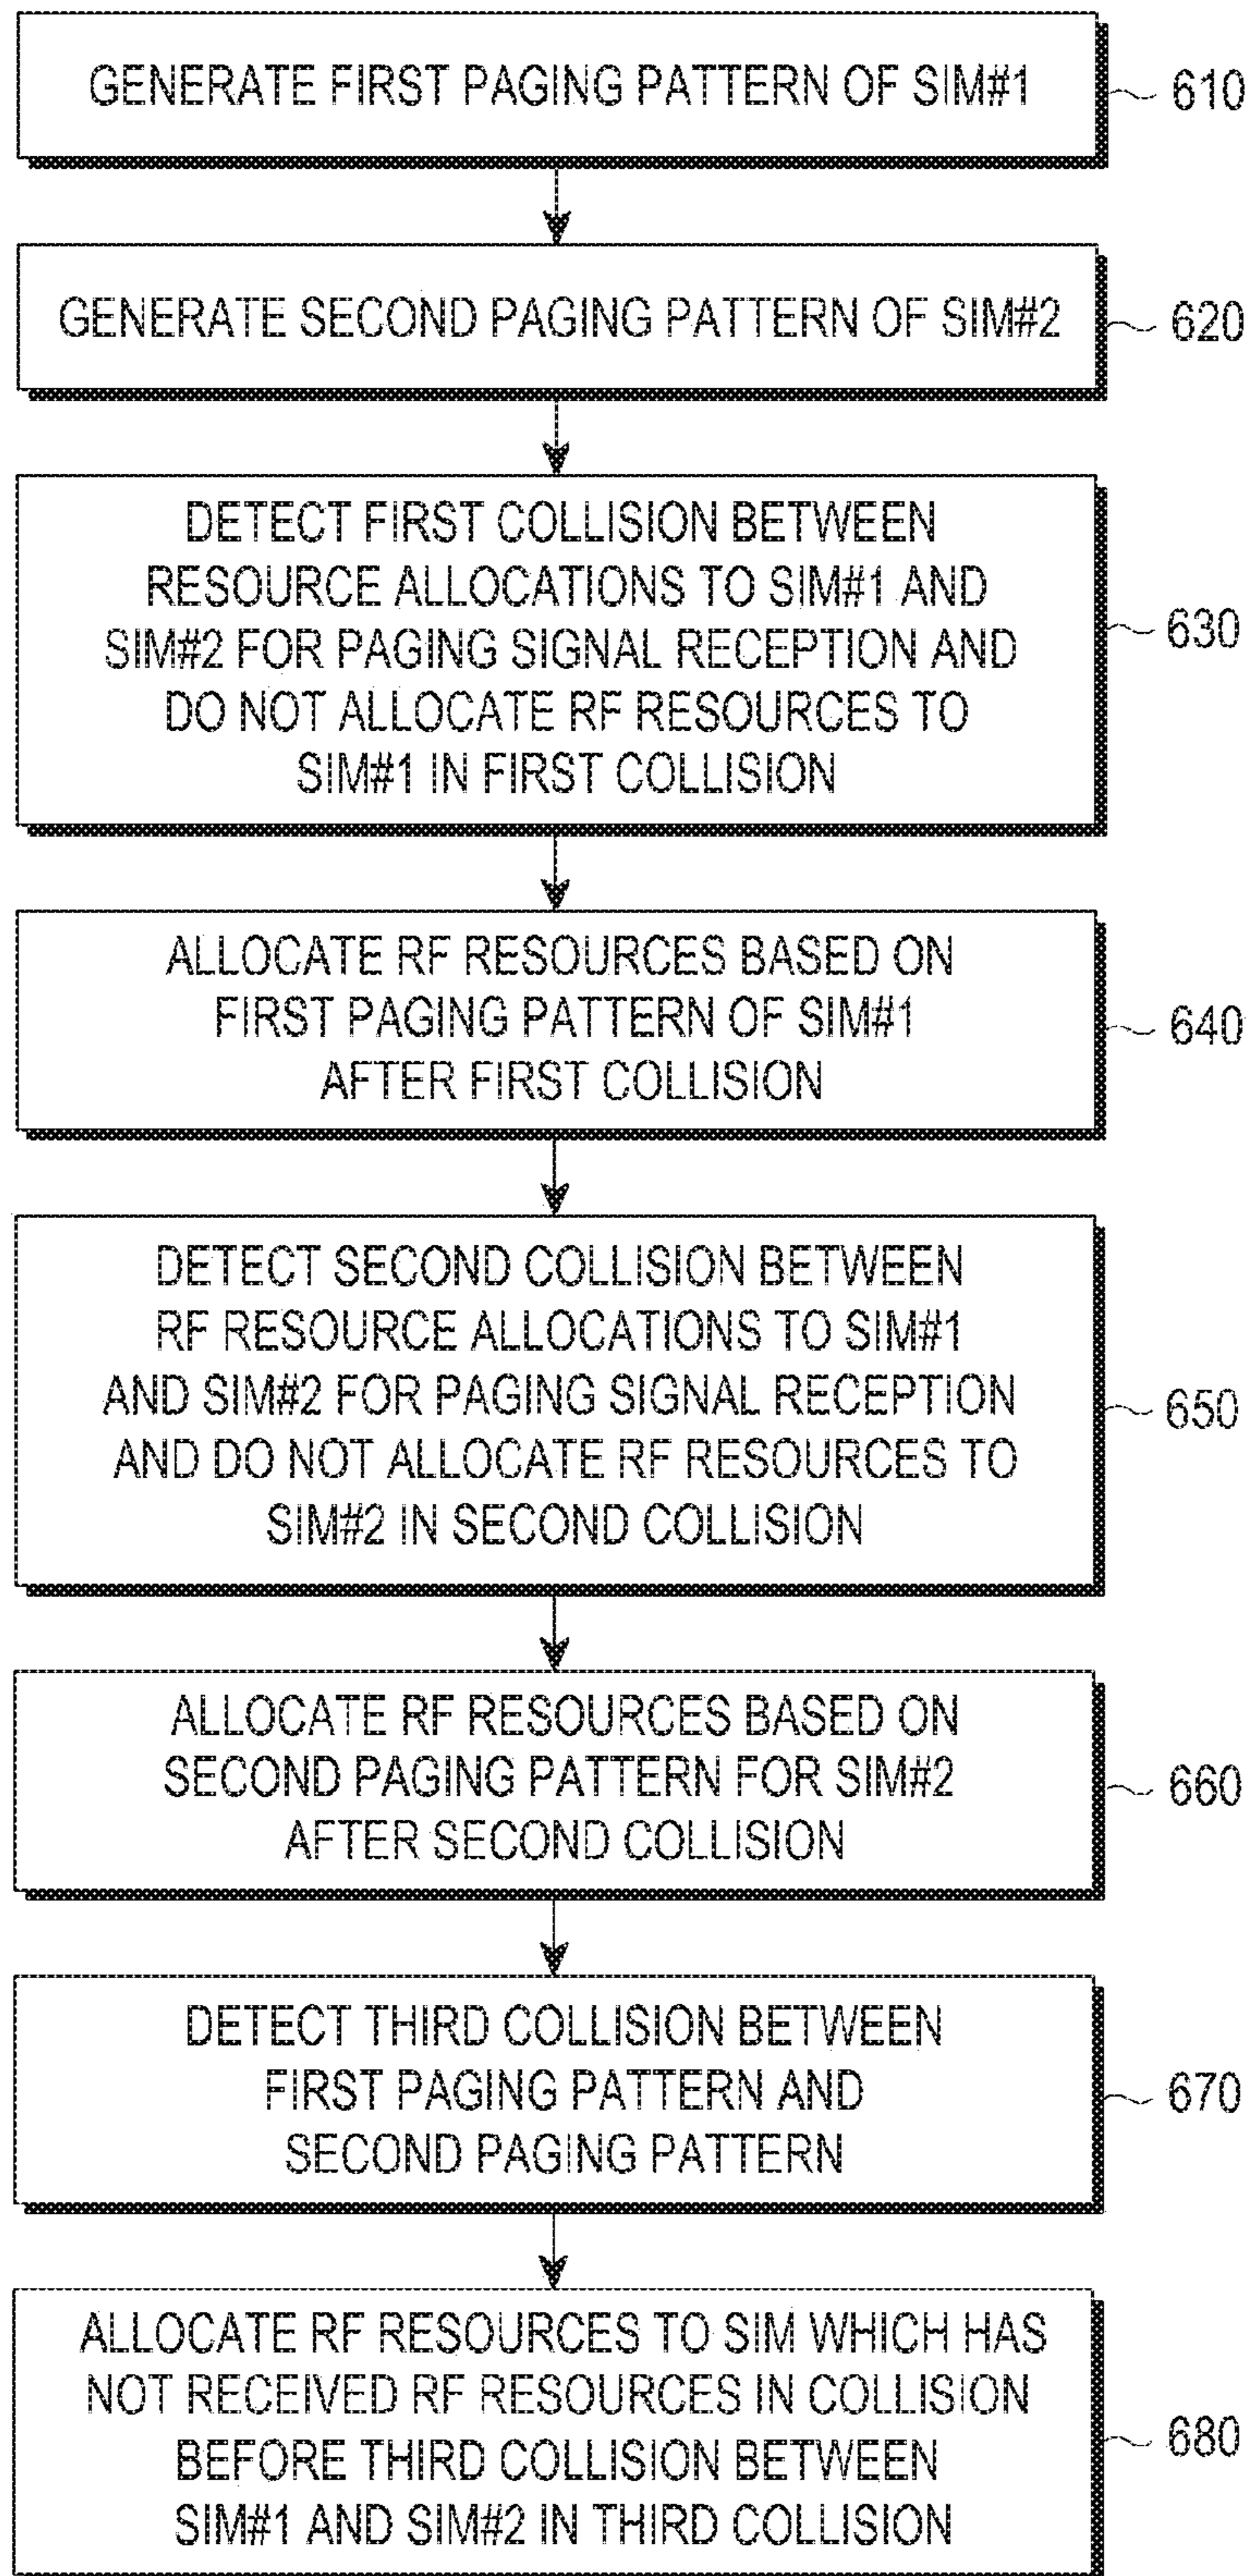 GENERATE FIRST PAGING PATTERN OF SIM#1
610
GENERATE SECOND PAGING PATTERN OF SIM#2
620
DETECT FIRST COLLISION BETWEEN
RESOURCE ALLOCATIONS TO SIM#1 AND
SIM#2 FOR PAGING SIGNAL RECEPTION AND
DO NOT ALLOCATE RF RESOURCES TO
SIM#1 IN FIRST COLLISION
630
ALLOCATE RF RESOURCES BASED ON
FIRST PAGING PATTERN OF SIM#1
AFTER FIRST COLLISION
640
DETECT SECOND COLLISION BETWEEN
RF RESOURCE ALLOCATIONS TO SIM#1
AND SIM#2 FOR PAGING SIGNAL RECEPTION
AND DO NOT ALLOCATE RF RESOURCES TO
SIM#2 IN SECOND COLLISION
650
ALLOCATE RF RESOURCES BASED ON
SECOND PAGING PATTERN FOR SIM#2
AFTER SECOND COLLISION
660
DETECT THIRD COLLISION BETWEEN
FIRST PAGING PATTERN AND
SECOND PAGING PATTERN
670
ALLOCATE RF RESOURCES TO SIM WHICH HAS
NOT RECEIVED RF RESOURCES IN COLLISION
BEFORE THIRD COLLISION BETWEEN
SIM#1 AND SIM#2 IN THIRD COLLISION
680